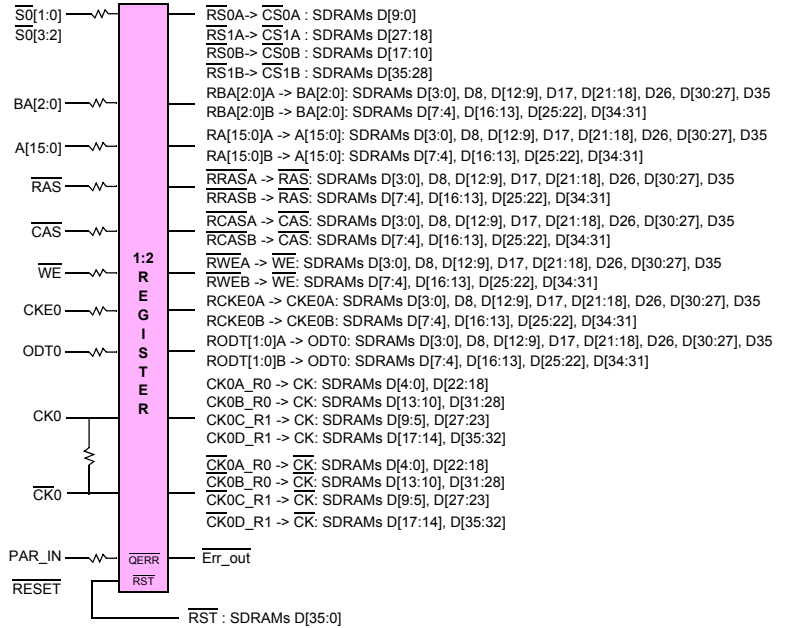 S0[1:0]
S0[3:2]
BA[2:0]
A[15:0]
RAS
CAS
WE
CKE0
ODT0
CK0
CK0
PAR_IN
RESET
1:2
R
E
G
I
S
T
E
R
QERR
RST
RS0A-> CS0A : SDRAMs D[9:0]
RS1A-> CS1A : SDRAMs D[27:18]
RS0B-> CS0B : SDRAMs D[17:10]
RS1B-> CS1B : SDRAMs D[35:28]
RBA[2:0]A -> BA[2:0]: SDRAMs D[3:0], D8, D[12:9], D17, D[21:18], D26, D[30:27], D35
RBA[2:0]B -> BA[2:0]: SDRAMs D[7:4], D[16:13], D[25:22], D[34:31]
RA[15:0]A -> A[15:0]: SDRAMs D[3:0], D8, D[12:9], D17, D[21:18], D26, D[30:27], D35
RA[15:0]B -> A[15:0]: SDRAMs D[7:4], D[16:13], D[25:22], D[34:31]
RRASA -> RAS: SDRAMs D[3:0], D8, D[12:9], D17, D[21:18], D26, D[30:27], D35
RRASB -> RAS: SDRAMs D[7:4], D[16:13], D[25:22], D[34:31]
RCASA -> CAS: SDRAMs D[3:0], D8, D[12:9], D17, D[21:18], D26, D[30:27], D35
RCASB -> CAS: SDRAMs D[7:4], D[16:13], D[25:22], D[34:31]
RWEA -> WE: SDRAMs D[3:0], D8, D[12:9], D17, D[21:18], D26, D[30:27], D35
RWEB -> WE: SDRAMs D[7:4], D[16:13], D[25:22], D[34:31]
RCKE0A -> CKE0A: SDRAMs D[3:0], D8, D[12:9], D17, D[21:18], D26, D[30:27], D35
RCKE0B -> CKE0B: SDRAMs D[7:4], D[16:13], D[25:22], D[34:31]
RODT[1:0]A -> ODT0: SDRAMs D[3:0], D8, D[12:9], D17, D[21:18], D26, D[30:27], D35
RODT[1:0]B -> ODT0: SDRAMs D[7:4], D[16:13], D[25:22], D[34:31]
CK0A_R0 -> CK: SDRAMs D[4:0], D[22:18]
CK0B_R0 -> CK: SDRAMs D[13:10], D[31:28]
CK0C_R1 -> CK: SDRAMs D[9:5], D[27:23]
CK0D_R1 -> CK: SDRAMs D[17:14], D[35:32]
CK0A_R0 -> CK: SDRAMs D[4:0], D[22:18]
CK0B_R0 -> CK: SDRAMs D[13:10], D[31:28]
CK0C_R1 -> CK: SDRAMs D[9:5], D[27:23]
CK0D_R1 -> CK: SDRAMs D[17:14], D[35:32]
Err_out
RST : SDRAMs D[35:0]